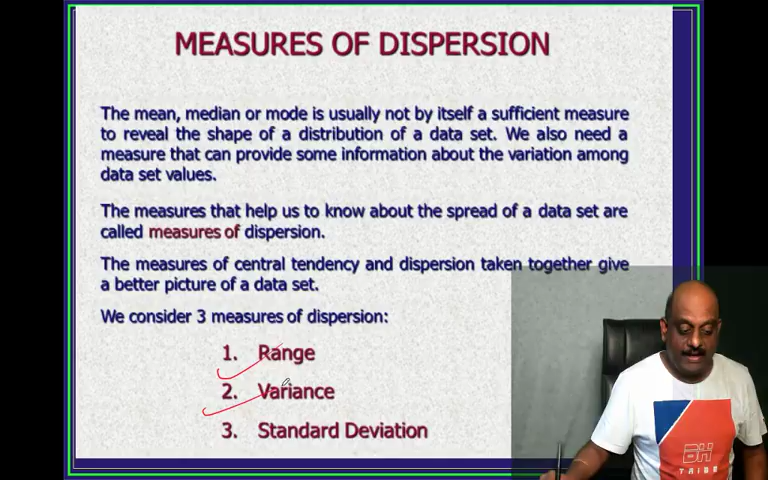 MEASURES OF DISPERSION
The mean, median or mode is usually not by itself a sufficient measure
to reveal the shape of a distribution of a data set. We also need a
measure that can provide some information about the variation among
data set values.
The measures that help us to know about the spread of a data set are
called measures of dispersion.
The measures of central tendency and dispersion taken together give
a better picture of a data set.
We consider 3 measures of dispersion:
1. Range
2. Variance
3. Standard Deviation
BH
TRIBE